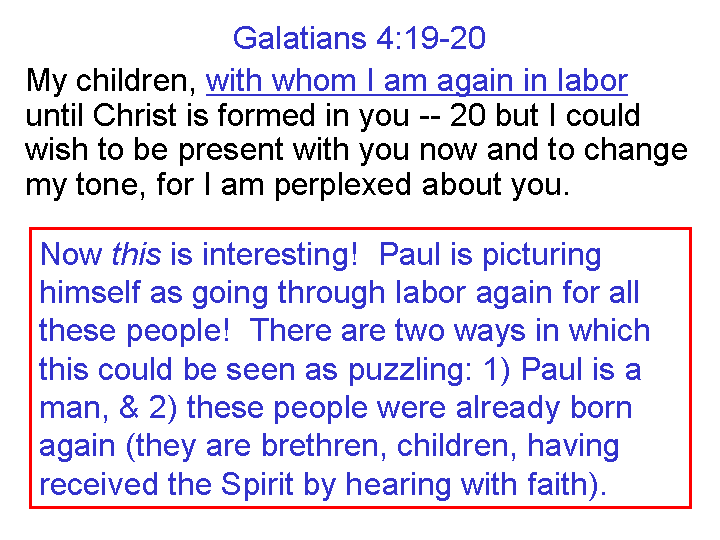 Galatians 4:19-20
My children, with whom I am again in labor
until Christ is formed in you -- 20 but I could
wish to be present with you now and to change
my tone, for I am perplexed about you.
Now this is interesting!  Paul is picturing
himself as going through labor again for all
these people!  There are two ways in which
this could be seen as puzzling: 1) Paul is a
man, & 2) these people were already born
again (they are brethren, children, having
received the Spirit by hearing with faith).